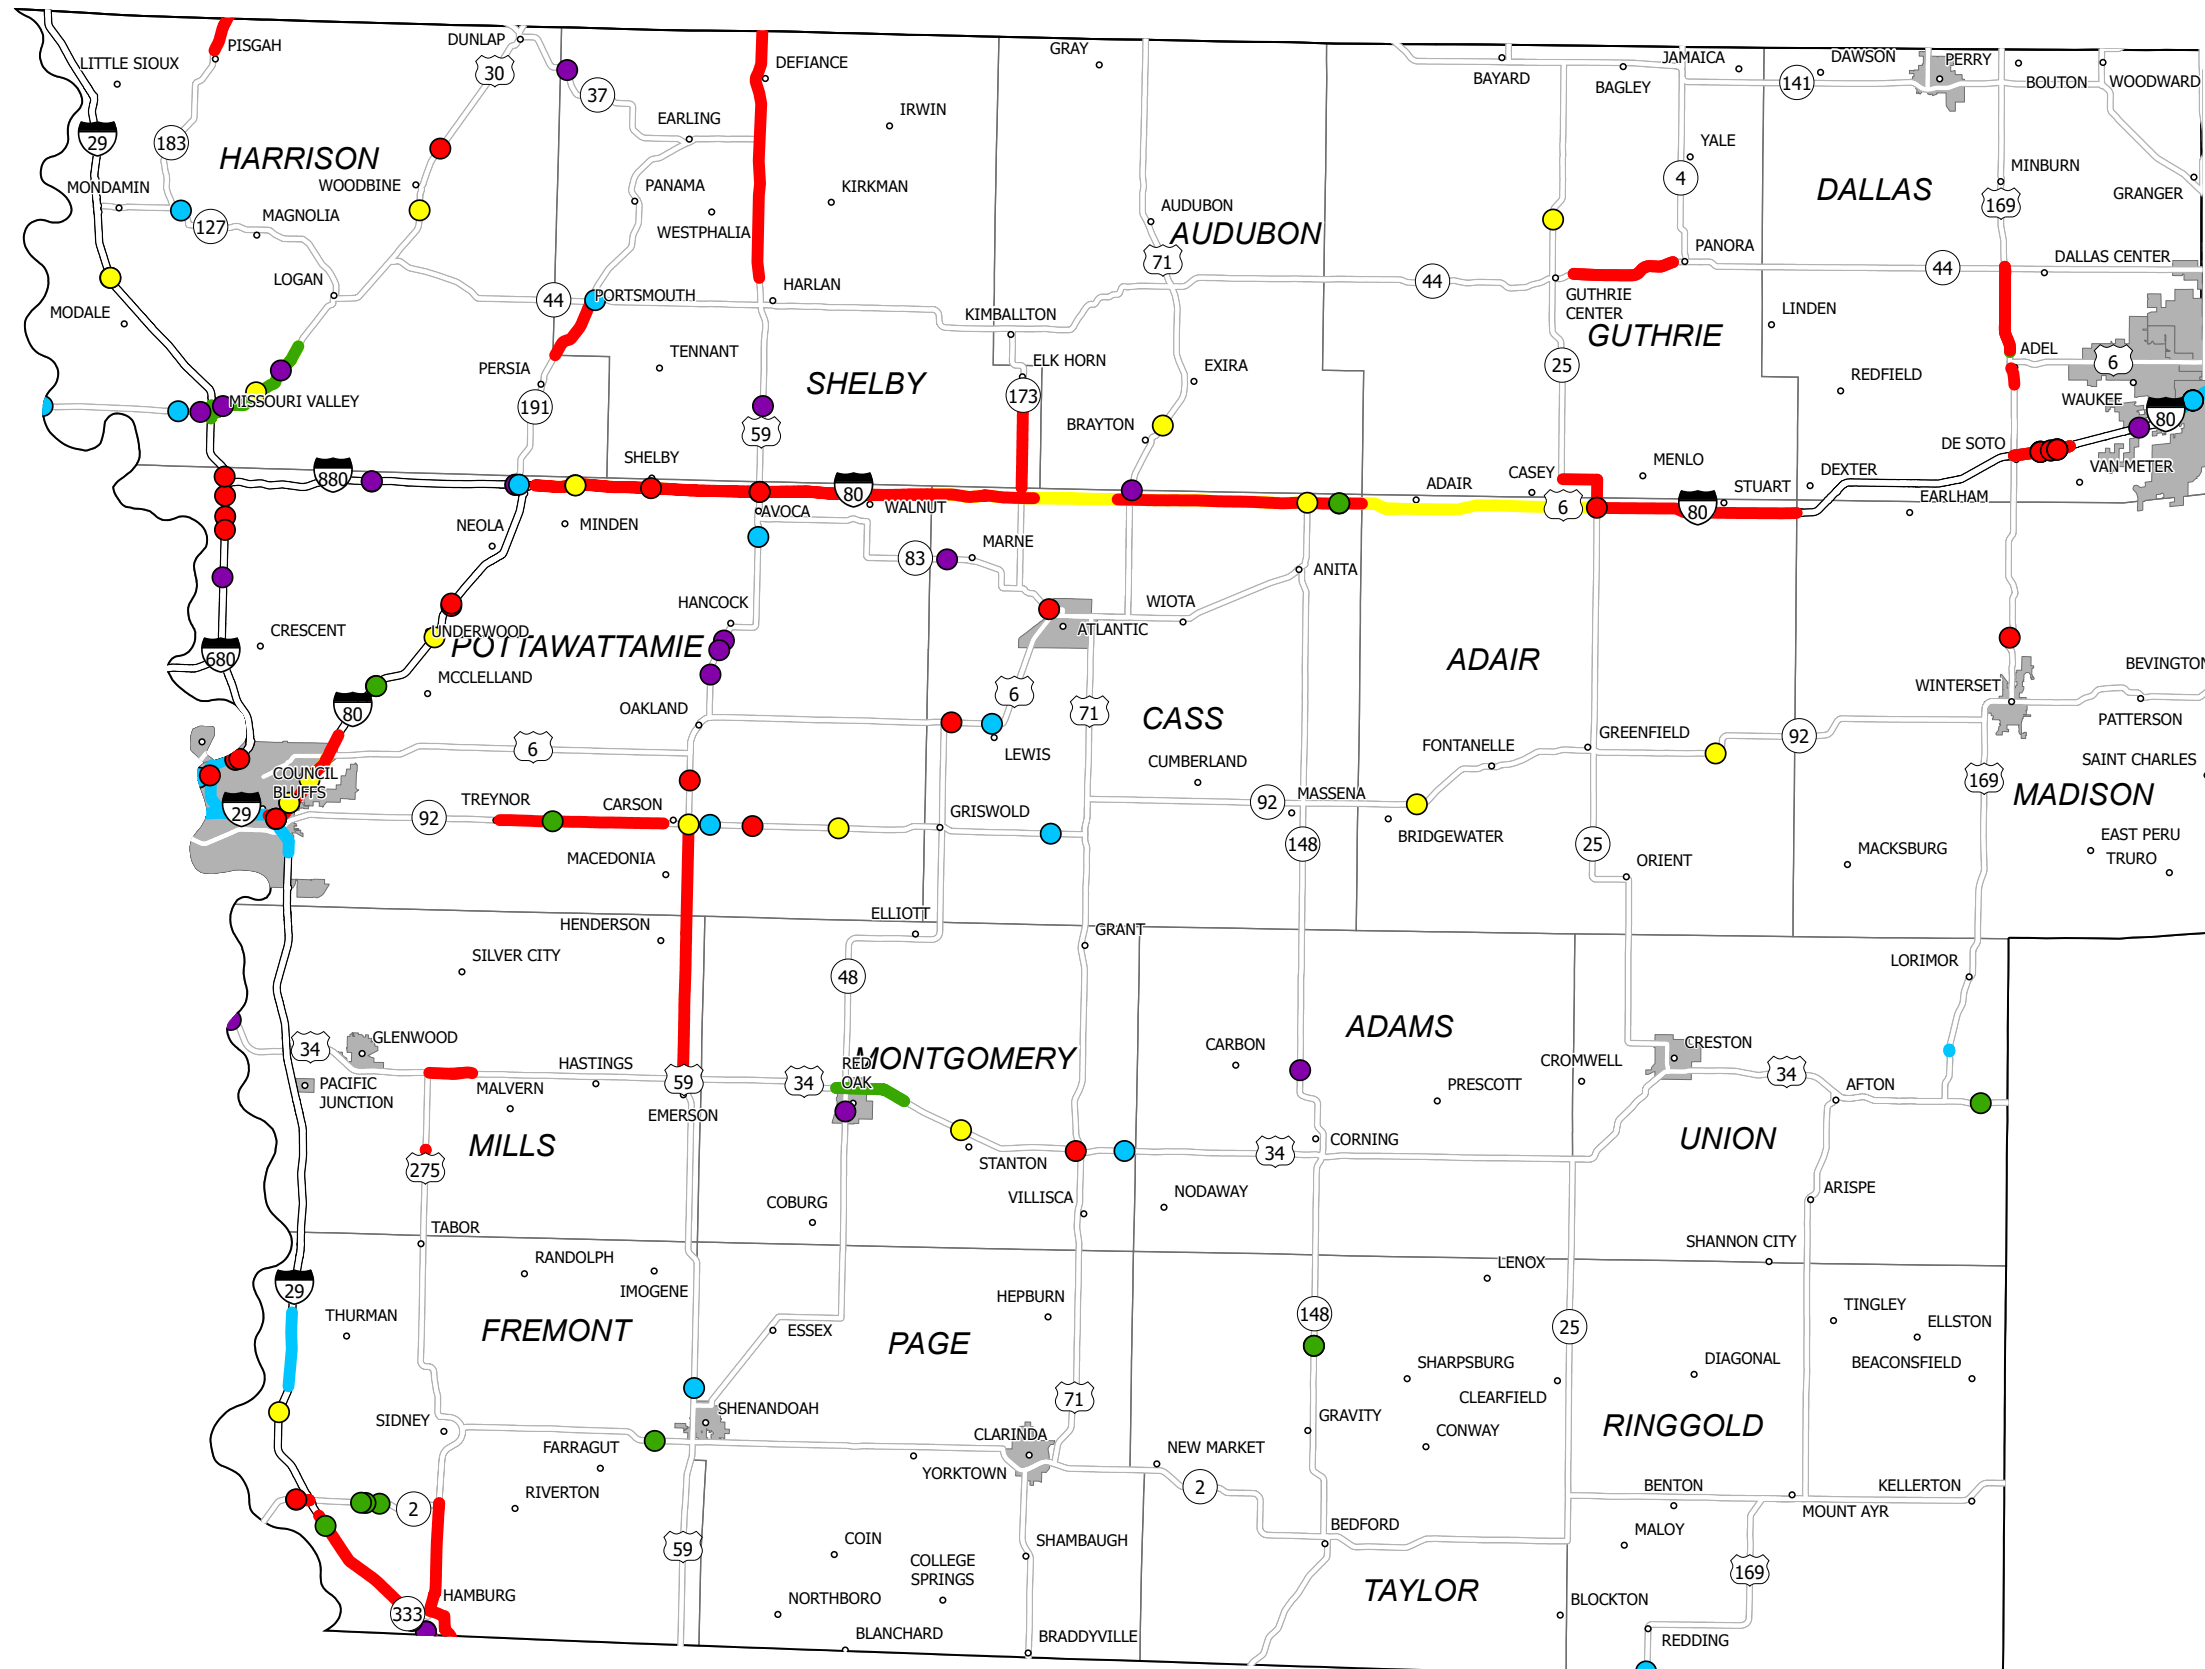 PISGAH
DUNLAP
GRAY
LITTLE SIOUX
30
DEFIANCE
BAYARD
BAGLEY
JAMAICA
DAWSON
PERRY
BOUTON
WOODWARD
141
37
29
183
HARRISON
EARLING
IRWIN
YALE
MINBURN
MONDAMIN
WOODBINE
PANAMA
KIRKMAN
4
DALLAS
GRANGER
127
MAGNOLIA
WESTPHALIA
AUDUBON
AUDUBON
169
PANORA
DALLAS CENTER
LOGAN
44
PORTSMOUTH
HARLAN
71
44
44
GUTHRIE
CENTER
LINDEN
MODALE
KIMBALLTON
GUTHRIE
PERSIA
TENNANT
ELK HORN
EXIRA
25
ADEL
6
REDFIELD
SHELBY
MISSOURI VALLEY
191
173
WAUKEE
80
59
BRAYTON
SHELBY
DE SOTO
VAN METER
880
80
WALNUT
ADAIR
CASEY
MENLO
DEXTER
AVOCA
6
80
STUART
EARLHAM
NEOLA
MINDEN
83
MARNE
ANITA
HANCOCK
WIOTA
CRESCENT
UNDERWOOD
POTTAWATTAMIE
ATLANTIC
680
MCCLELLAND
ADAIR
BEVINGTON
WINTERSET
80
OAKLAND
6
71
CASS
PATTERSON
6
LEWIS
FONTANELLE
GREENFIELD
92
CUMBERLAND
SAINT CHARLES
COUNCIL
BLUFFS
169
MADISON
29
92
TREYNOR
CARSON
GRISWOLD
92
MASSENA
BRIDGEWATER
EAST PERU
MACEDONIA
148
25
ORIENT
MACKSBURG
TRURO
HENDERSON
ELLIOTT
GRANT
SILVER CITY
48
LORIMOR
34
GLENWOOD
ADAMS
PACIFIC
JUNCTION
MALVERN
HASTINGS
59
34
RED
OAK
MONTGOMERY
CARBON
CROMWELL
CRESTON
34
AFTON
EMERSON
PRESCOTT
MILLS
275
STANTON
34
CORNING
UNION
COBURG
VILLISCA
NODAWAY
ARISPE
TABOR
RANDOLPH
IMOGENE
LENOX
SHANNON CITY
29
THURMAN
FREMONT
ESSEX
HEPBURN
PAGE
148
25
TINGLEY
ELLSTON
SHARPSBURG
CLEARFIELD
DIAGONAL
BEACONSFIELD
SIDNEY
SHENANDOAH
71
GRAVITY
CONWAY
RINGGOLD
FARRAGUT
CLARINDA
NEW MARKET
YORKTOWN
RIVERTON
2
2
BENTON
KELLERTON
MOUNT AYR
59
COIN
COLLEGE
SPRINGS
SHAMBAUGH
BEDFORD
MALOY
169
333
HAMBURG
NORTHBORO
TAYLOR
BLOCKTON
BLANCHARD
BRADDYVILLE
REDDING